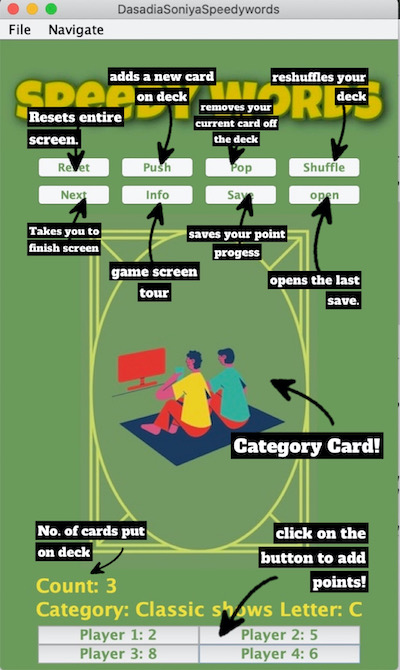 DasadiaSoniyaSpeedywords
File Navigate
SPEEDY WORDS
adds a new card
on deck
reshuffles your
deck
Resets entire
screen.
removes your
current card off
the deck
Reset Push Pop Shuffle
Next Info Save open
Takes you to
finish screen
game screen
tour
saves your point
progess
opens the last
save.
Category Card!
No. of cards put
on deck
click on the
button to add
points!
Count: 3
Category: Classic shows Letter: C
Player 1: 2 Player 2: 5
Player 3: 8 Player 4: 6